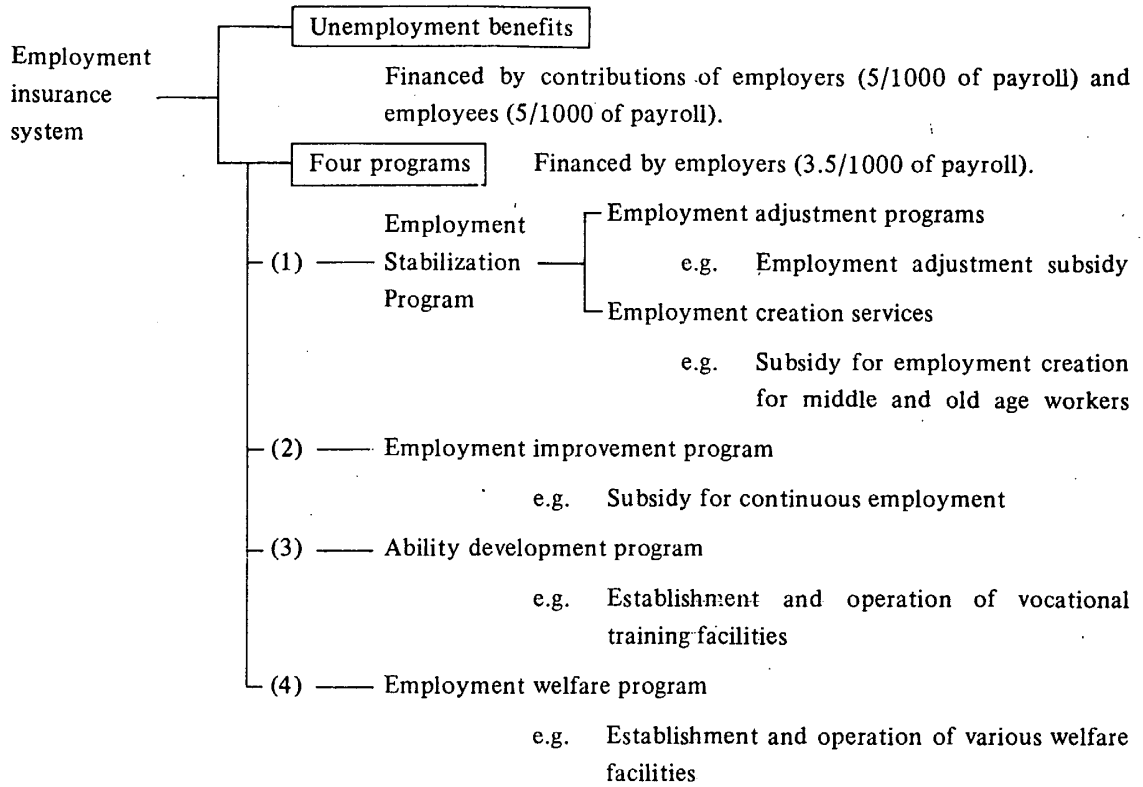 Unemployment benefits
Employment
insurance
system
Financed by contributions of employers (5/1000 of payroll) and
employees (5/1000 of payroll).
Four programs
Financed by employers (3.5/1000 of payroll).
(1)
Employment
Stabilization
Program
Employment adjustment programs
e.g. Employment adjustment subsidy
Employment creation services
e.g. Subsidy for employment creation
for middle and old age workers
(2) Employment improvement program
e.g. Subsidy for continuous employment
(3) Ability development program
e.g. Establishment and operation of vocational
training facilities
(4) Employment welfare program
e.g. Establishment and operation of various welfare
facilities